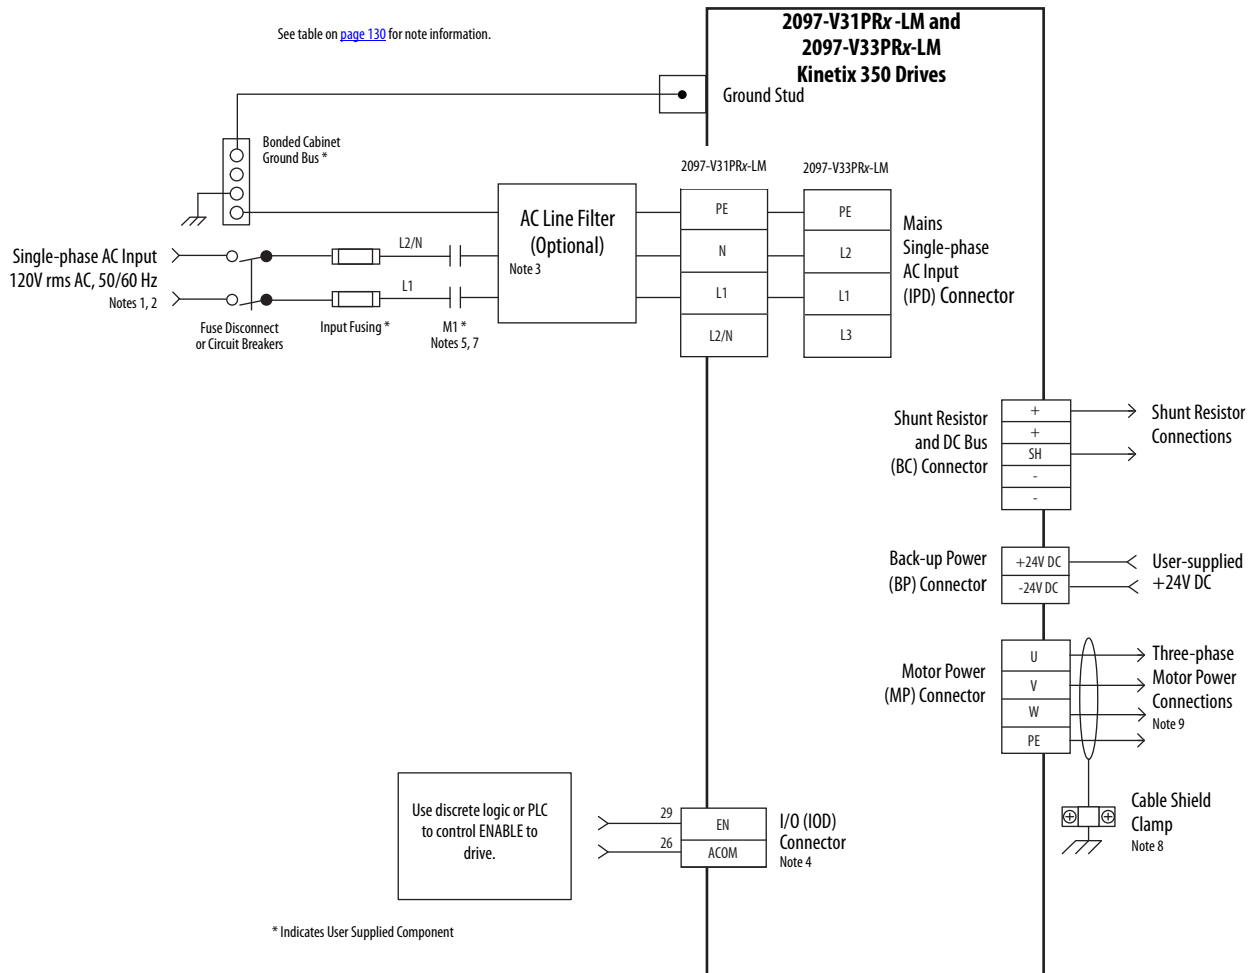 2097-V31PRx -LM and
2097-V33PRx-LM
Kinetix 350 Drives
See table on page 130 for note information.
Ground Stud
Bonded Cabinet
Ground Bus *
2097-V31PRx-LM
2097-V33PRx-LM
AC Line Filter
(Optional)
Note 3
PE
N
L1
L2/N
PE
L2
L1
L3
Mains
Single-phase
AC Input
(IPD) Connector
Single-phase AC Input
120V rms AC, 50/60 Hz
Notes 1, 2
L2/N
L1
Fuse Disconnect
or Circuit Breakers
Input Fusing *
M1 *
Notes 5, 7
Shunt Resistor
and DC Bus
(BC) Connector
+
+
SH
-
-
Shunt Resistor
Connections
Back-up Power
(BP) Connector
+24V DC
-24V DC
User-supplied
+24V DC
Motor Power
(MP) Connector
U
V
W
PE
Three-phase
Motor Power
Connections
Note 9
Cable Shield
Clamp
Note 8
Use discrete logic or PLC
to control ENABLE to
drive.
29
26
EN
ACOM
I/O (IOD)
Connector
Note 4
* Indicates User Supplied Component